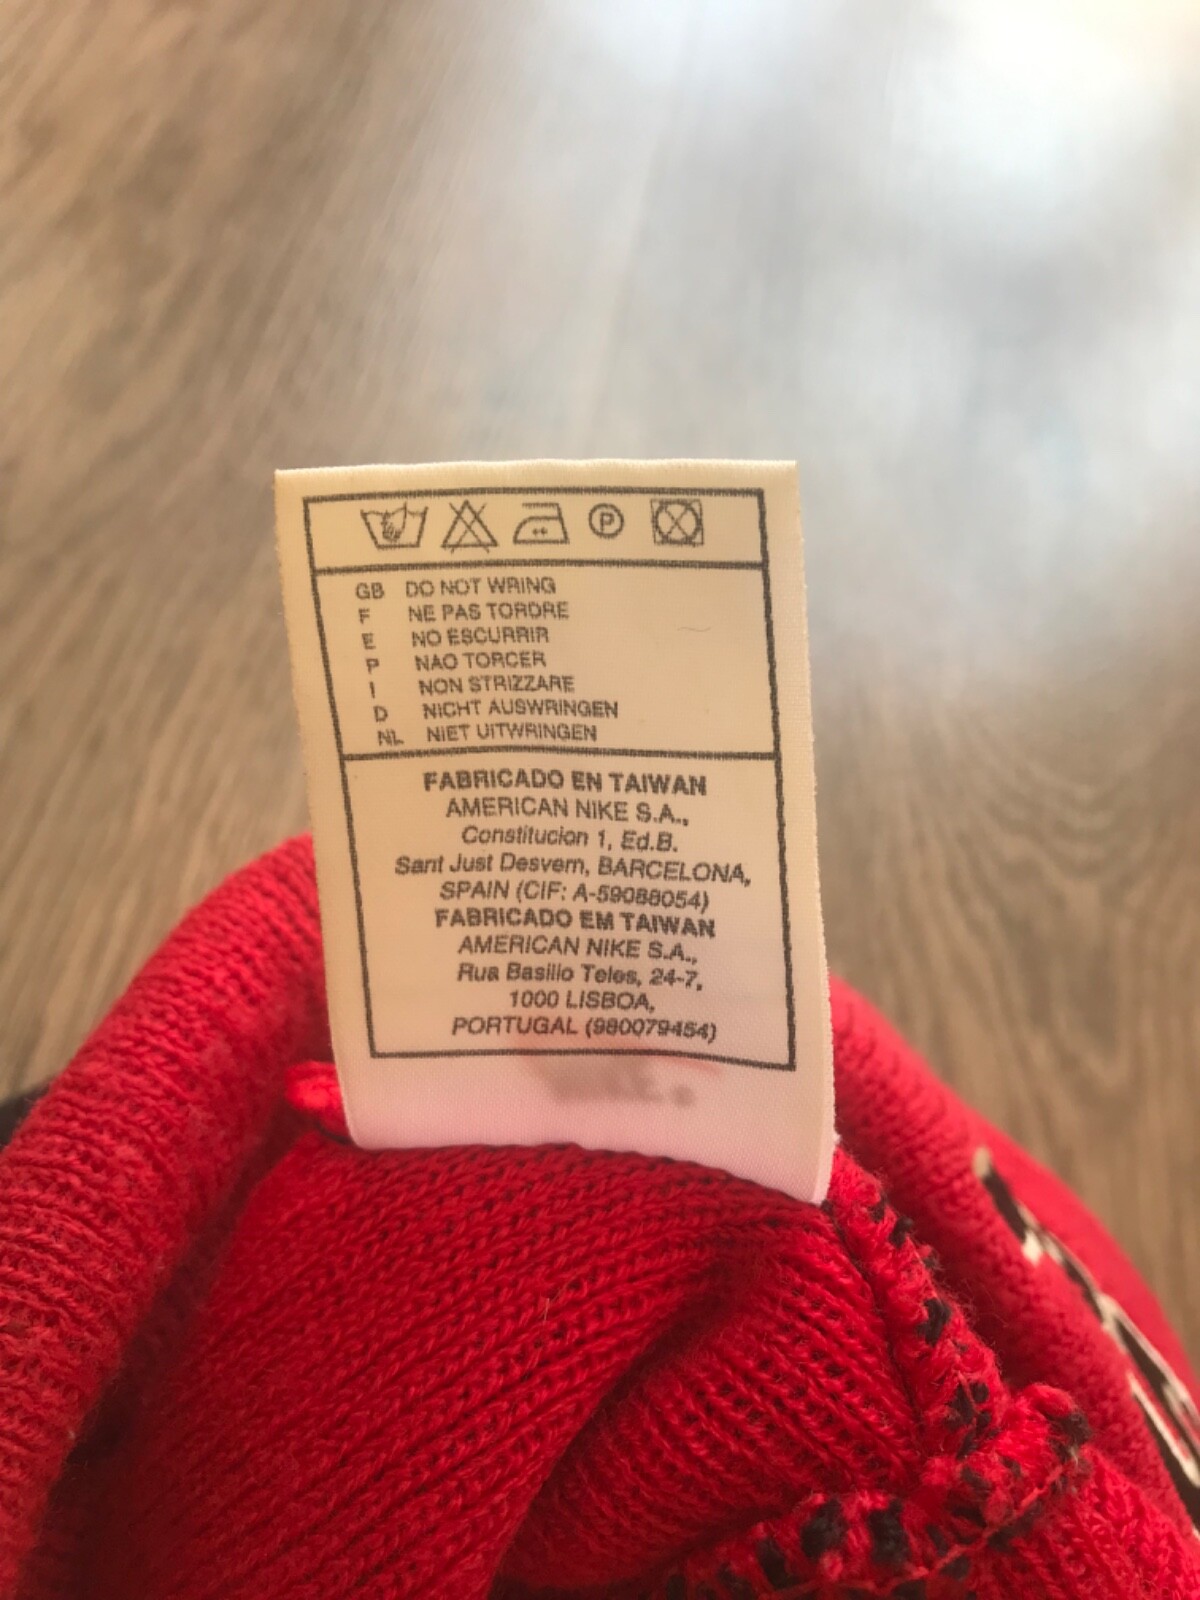 P
GB DO NOT WRING
F NE PAS TORDRE
E NO ESCURRIR
P NAO TORCER
I NON STRIZZARE
D NICHT AUSWRINGEN
NL NIET UITWRINGEN
FABRICADO EN TAIWAN
AMERICAN NIKE S.A.,
Constitucion 1, Ed.B.
Sant Just Desvern, BARCELONA,
SPAIN (CIF: A-59088054)
FABRICADO EM TAIWAN
AMERICAN NIKE S.A.,
Rua Basilio Teles, 24-7,
1000 LISBOA,
PORTUGAL (980079454)